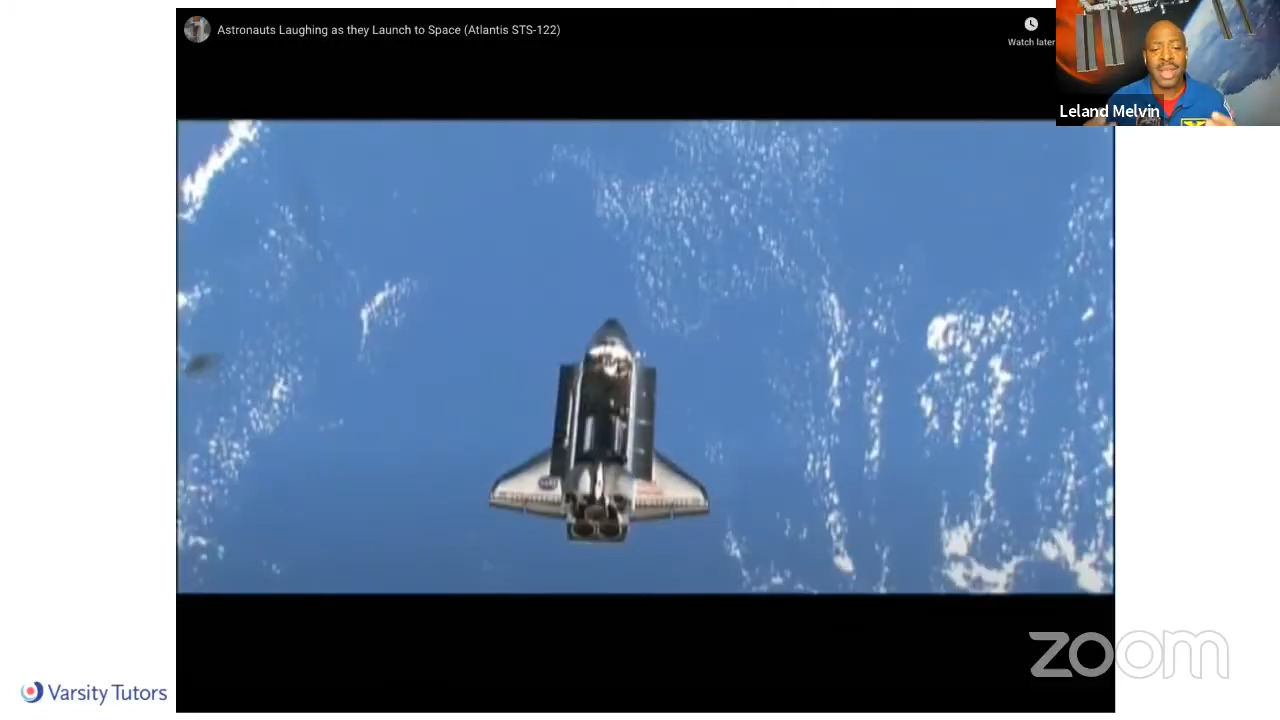 Astronauts Laughing as they Launch to Space (Atlantis STS-122)
Watch later
Leland Melvin
zoom
Varsity Tutors